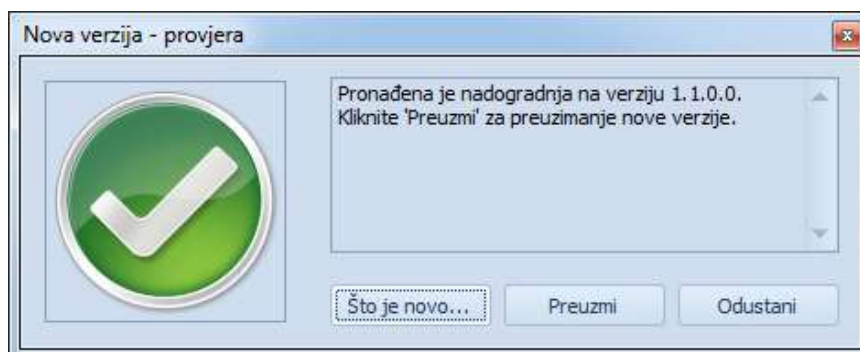 Nova verzija - provjera
Pronađena je nadogradnja na verziju 1.1.0.0.
Kliknite 'Preuzmi' za preuzimanje nove verzije.
Što je novo...
Preuzmi
Odustani